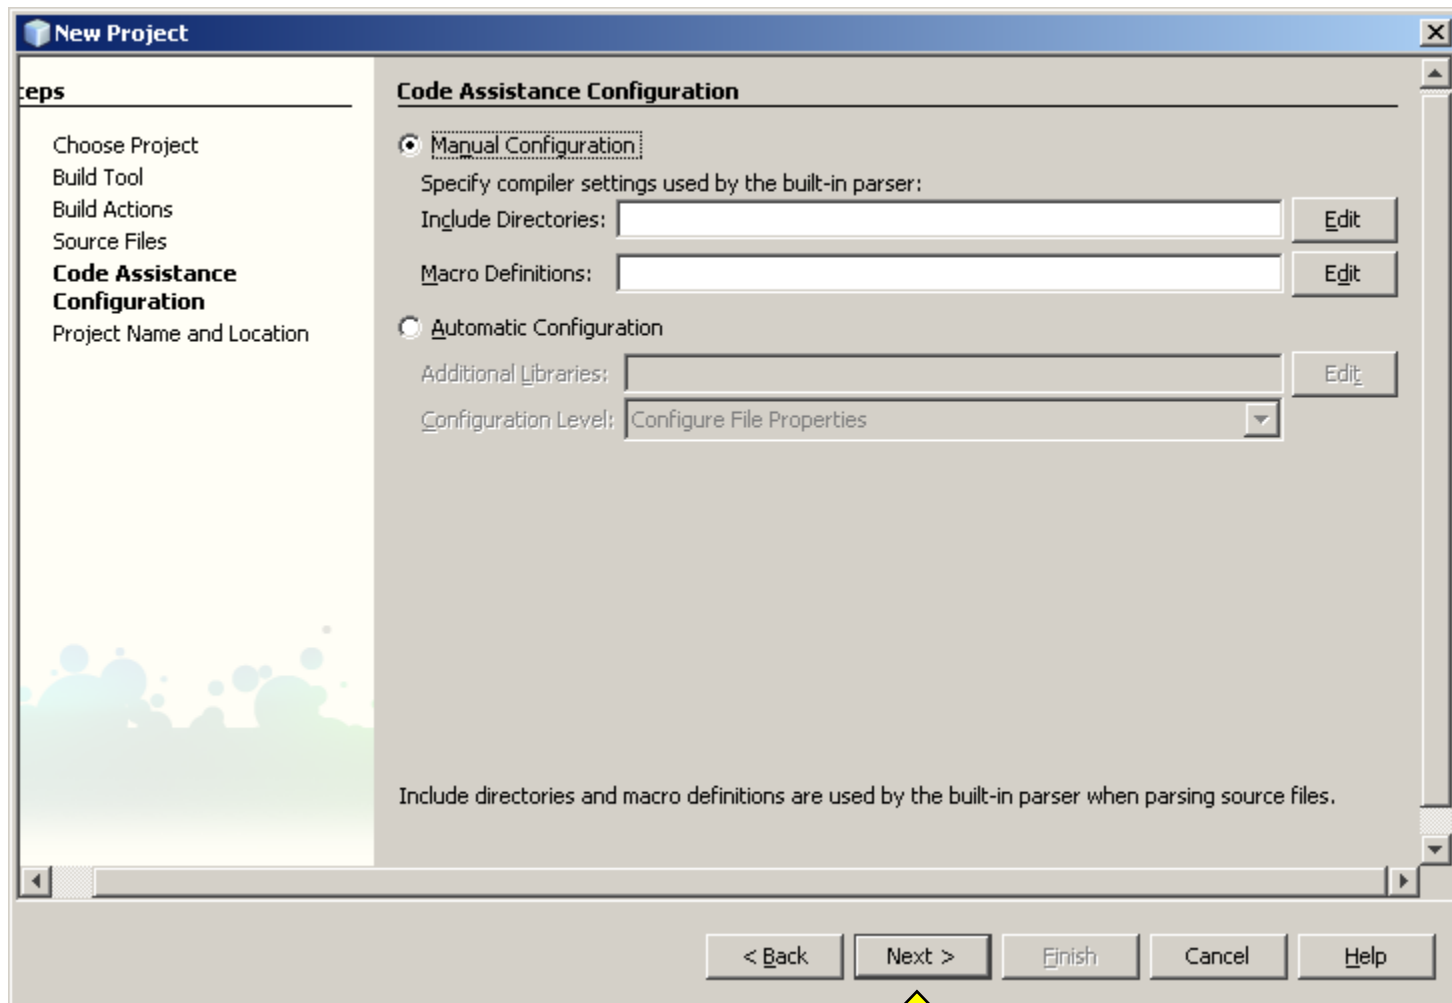 New Project
teps
Choose Project
Build Tool
Build Actions
Source Files
Code Assistance
Configuration
Project Name and Location
Code Assistance Configuration
Manual Configuration
Specify compiler settings used by the built-in parser:
Include Directories: Edit
Macro Definitions: Edit
Automatic Configuration
Additional Libraries: Edit
Configuration Level: Configure File Properties
Include directories and macro definitions are used by the built-in parser when parsing source files.
< Back Next > Finish Cancel Help